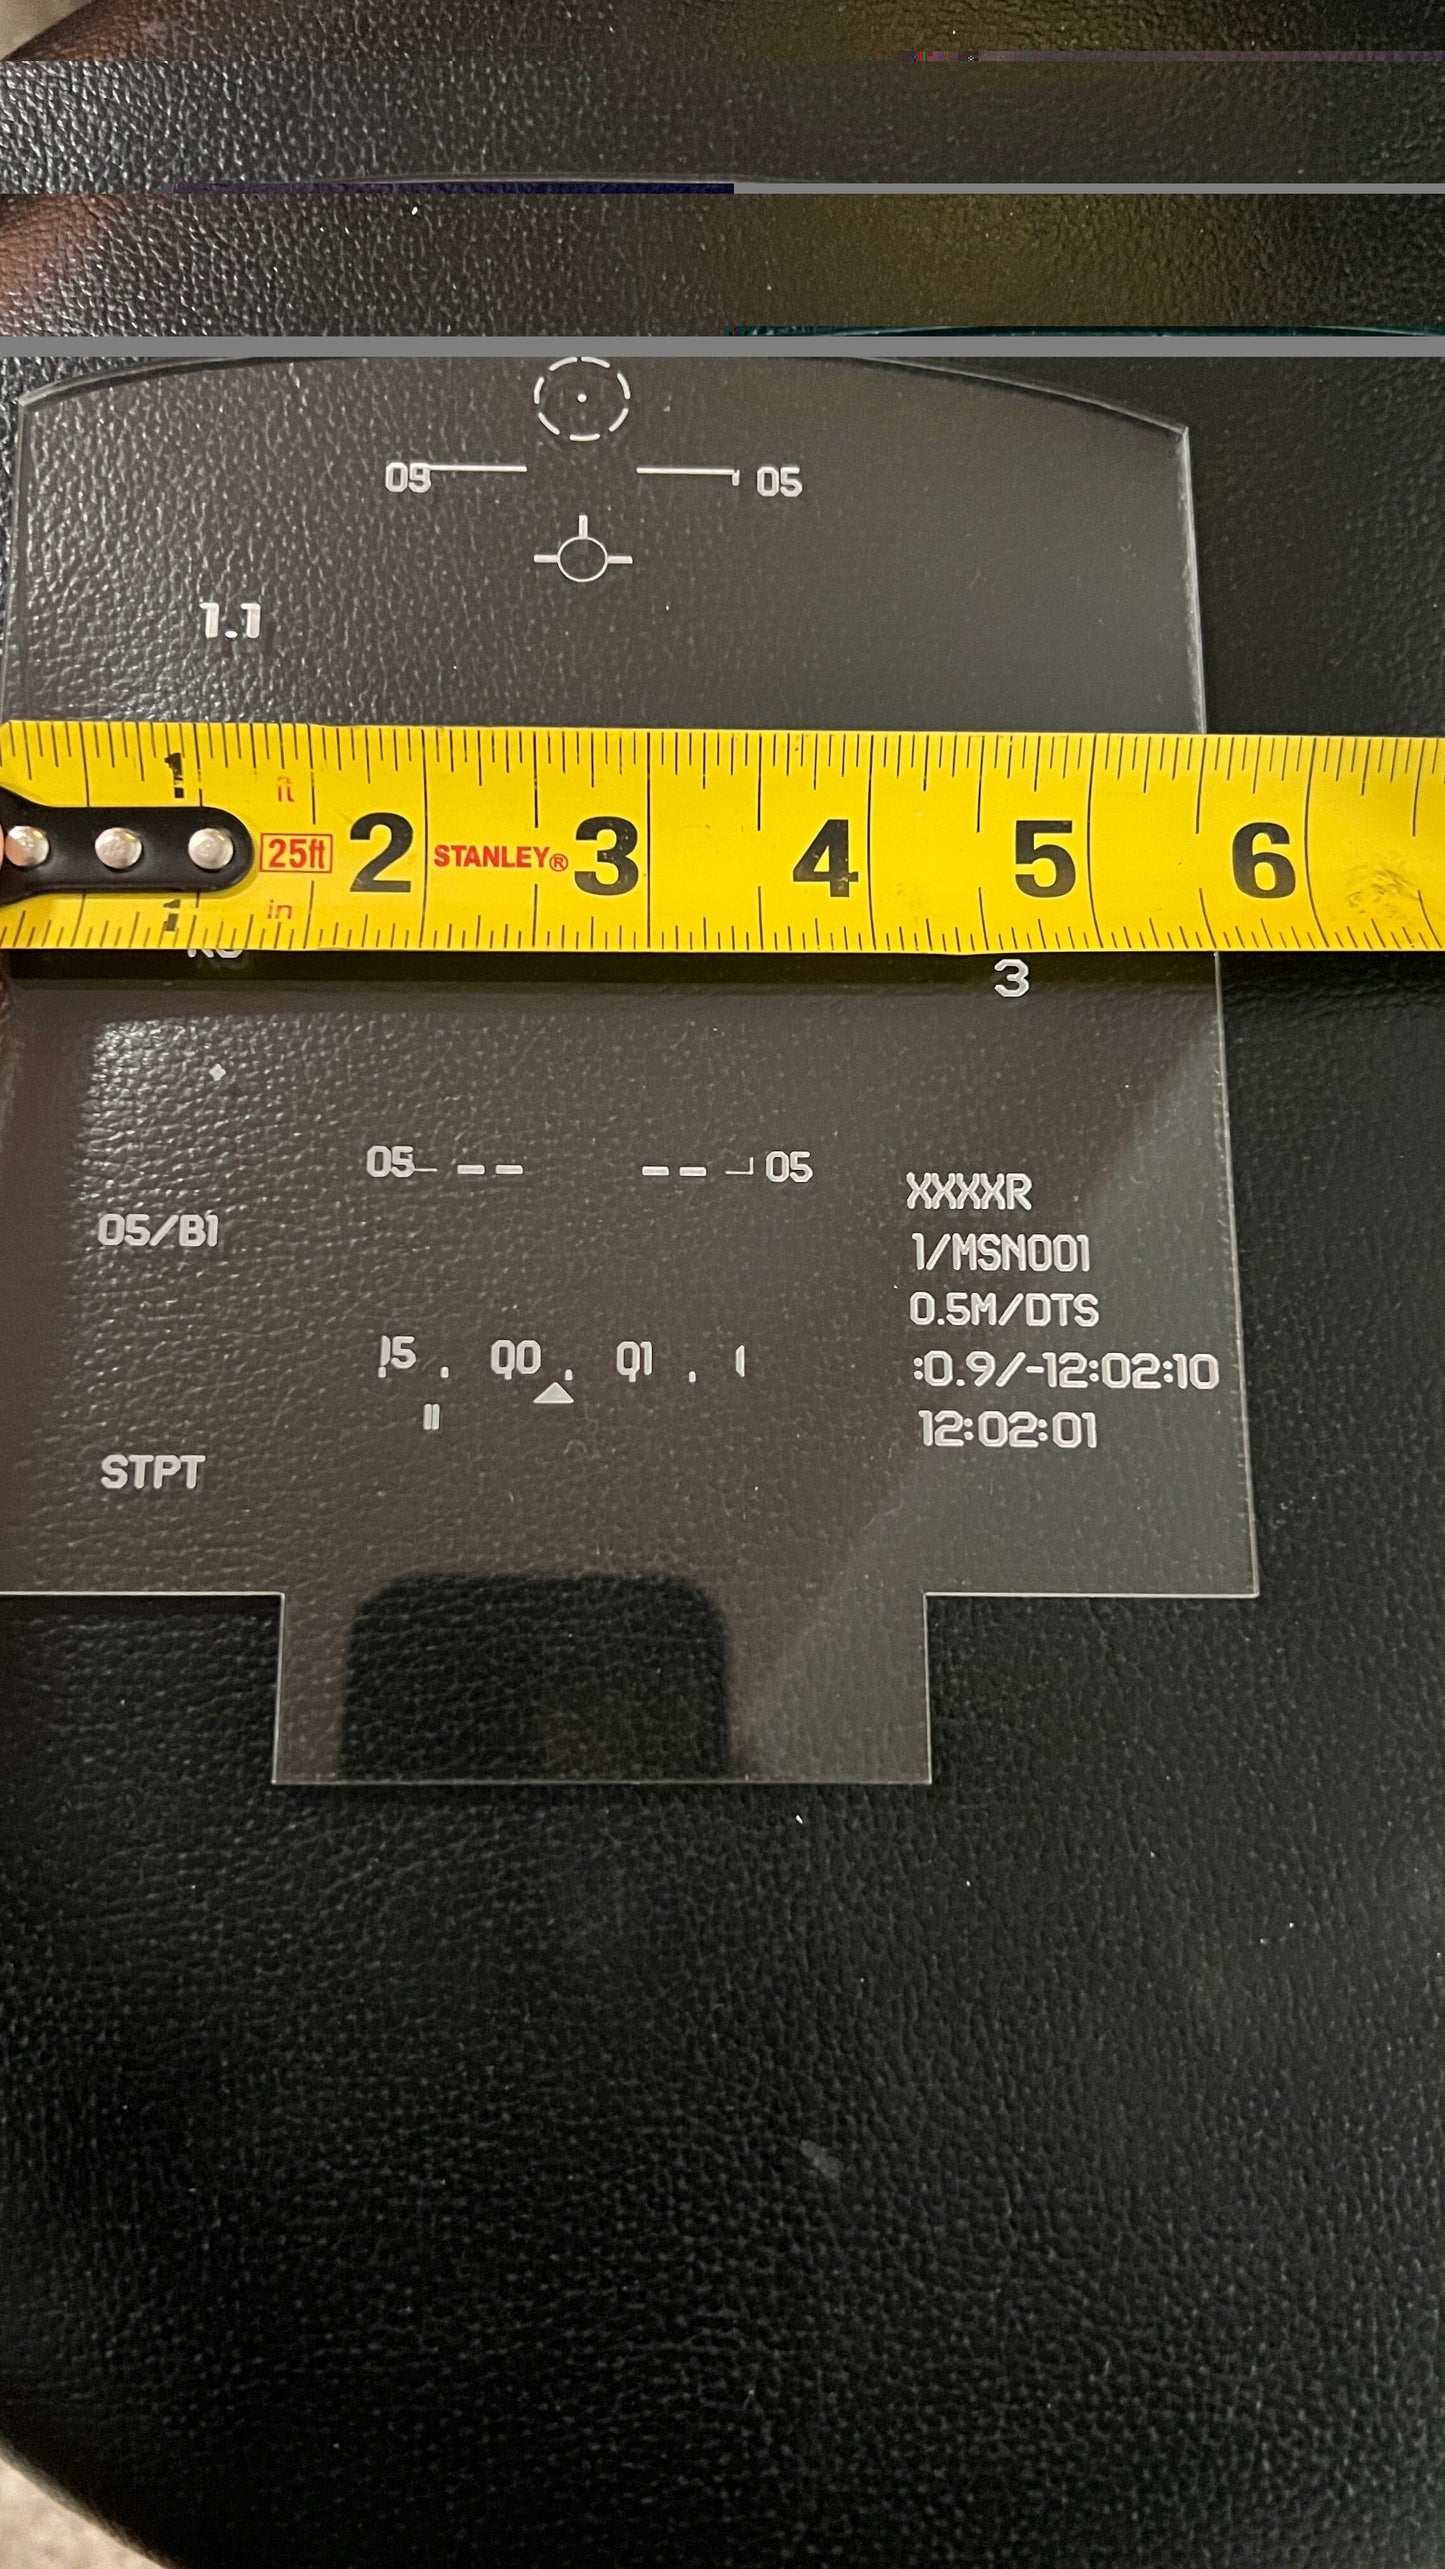 09 05
1.1
1
ft
25ft 2 STANLEY® 3 4 5 6
in
3
05 05
XXXXR
05/B1
1/MSN001
0.5M/DTS
15 . 00 . 01 .
:0.9/-12:02:10
12:02:01
STPT